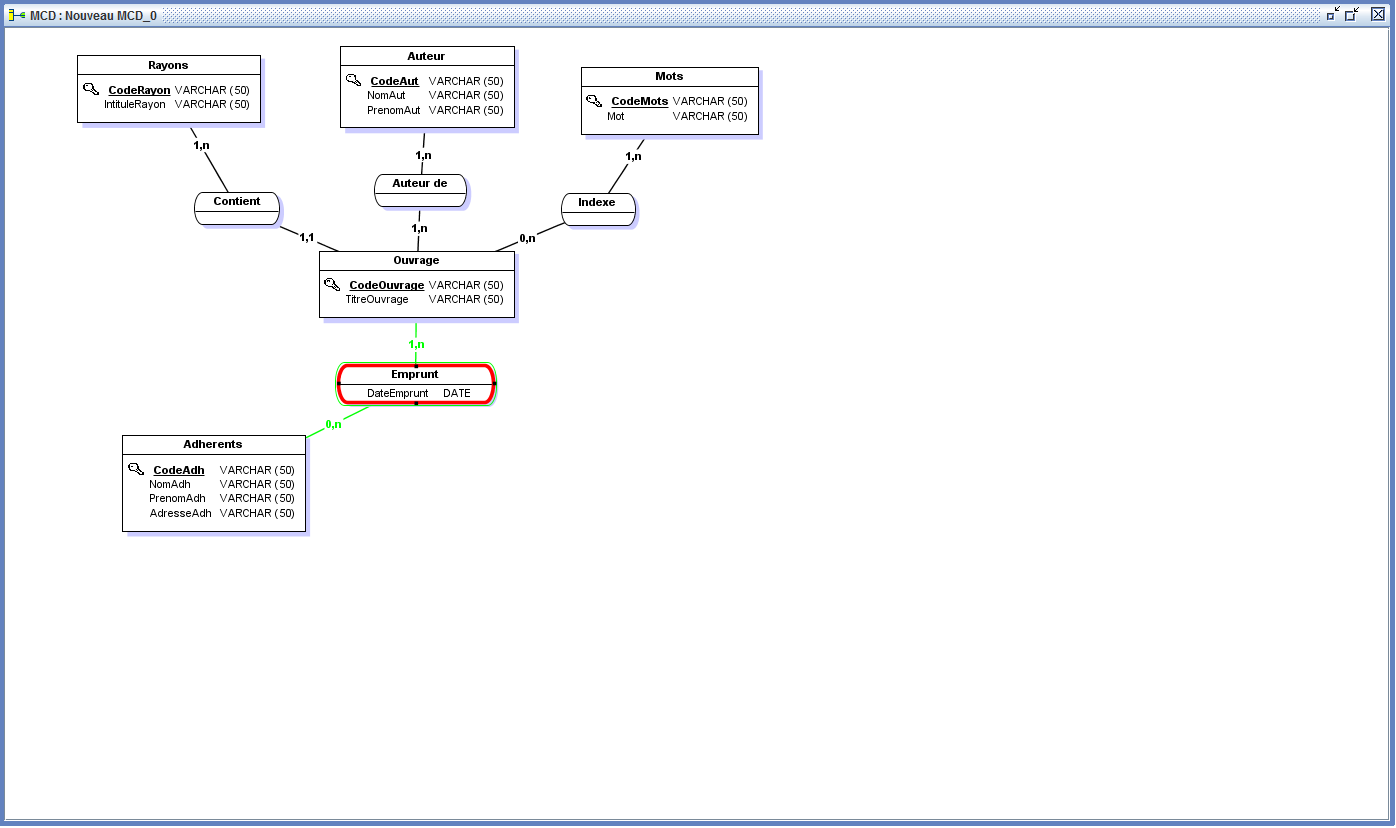 MCD : Nouveau MCD_0
Rayons
CodeRayon VARCHAR (50)
IntituleRayon VARCHAR (50)
Auteur
CodeAut VARCHAR (50)
NomAut VARCHAR (50)
PrenomAut VARCHAR (50)
Mots
CodeMots VARCHAR (50)
Mot VARCHAR (50)
1,n
1,n
1,n
Contient
Auteur de
Indexe
1,1
1,n
0,n
Ouvrage
CodeOuvrage VARCHAR (50)
TitreOuvrage VARCHAR (50)
1,n
Emprunt
DateEmprunt DATE
0,n
Adherents
CodeAdh VARCHAR (50)
NomAdh VARCHAR (50)
PrenomAdh VARCHAR (50)
AdresseAdh VARCHAR (50)